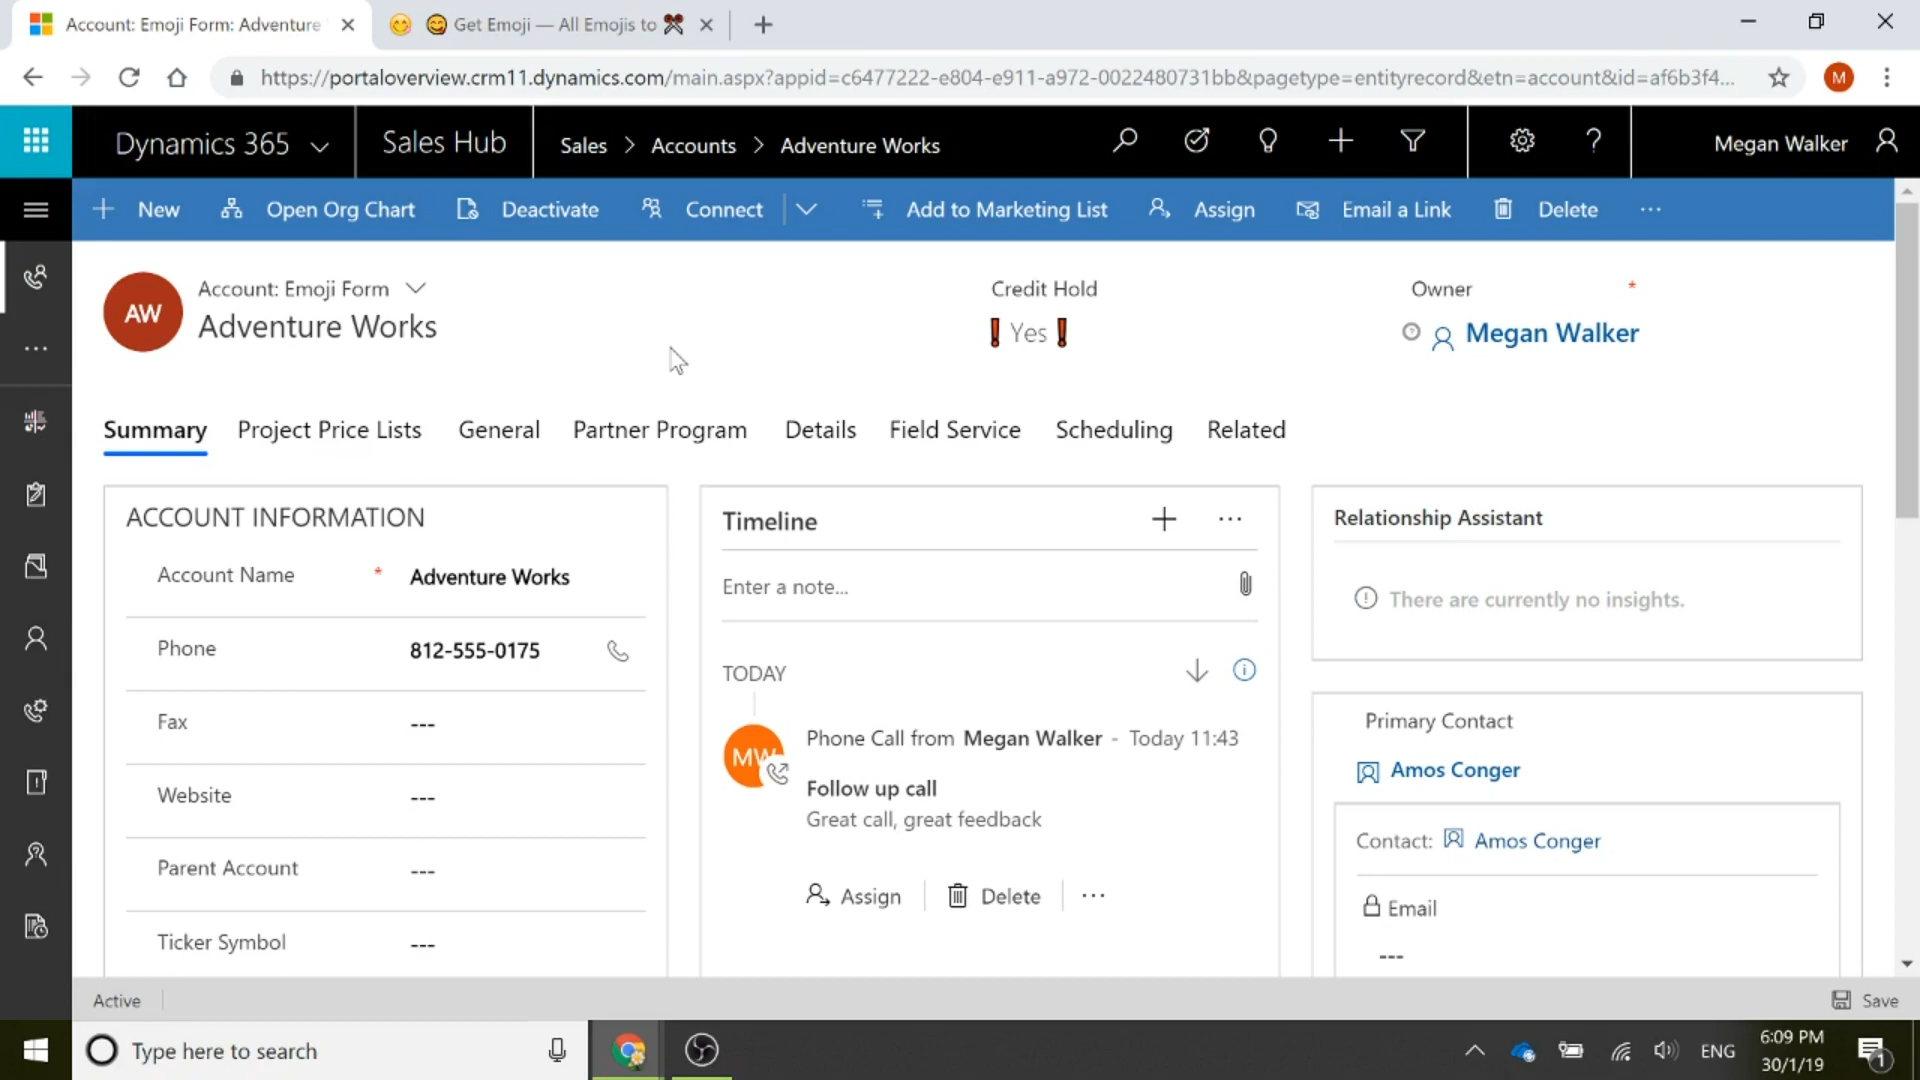 Account: Emoji Form: Adventure
Get Emoji — All Emojis to
https://portaloverview.crm11.dynamics.com/main.aspx?appid=c6477222-e804-e911-a972-0022480731bb&pagetype=entityrecord&etn=account&id=af6b3f4...
M
Dynamics 365
Sales Hub
Sales > Accounts > Adventure Works
Megan Walker
New
Open Org Chart
Deactivate
Connect
Add to Marketing List
Assign
Email a Link
Delete
AW
Account: Emoji Form
Adventure Works
Credit Hold
❗Yes❗
Owner *
Megan Walker
Summary
Project Price Lists
General
Partner Program
Details
Field Service
Scheduling
Related
ACCOUNT INFORMATION
Account Name * Adventure Works
Phone 812-555-0175
Fax ---
Website ---
Parent Account ---
Ticker Symbol ---
Timeline
Enter a note...
TODAY
MW
Phone Call from Megan Walker - Today 11:43
Follow up call
Great call, great feedback
Assign
Delete
Relationship Assistant
There are currently no insights.
Primary Contact
Amos Conger
Contact: Amos Conger
Email
---
Active
Save
Type here to search
ENG
6:09 PM
30/1/19
1